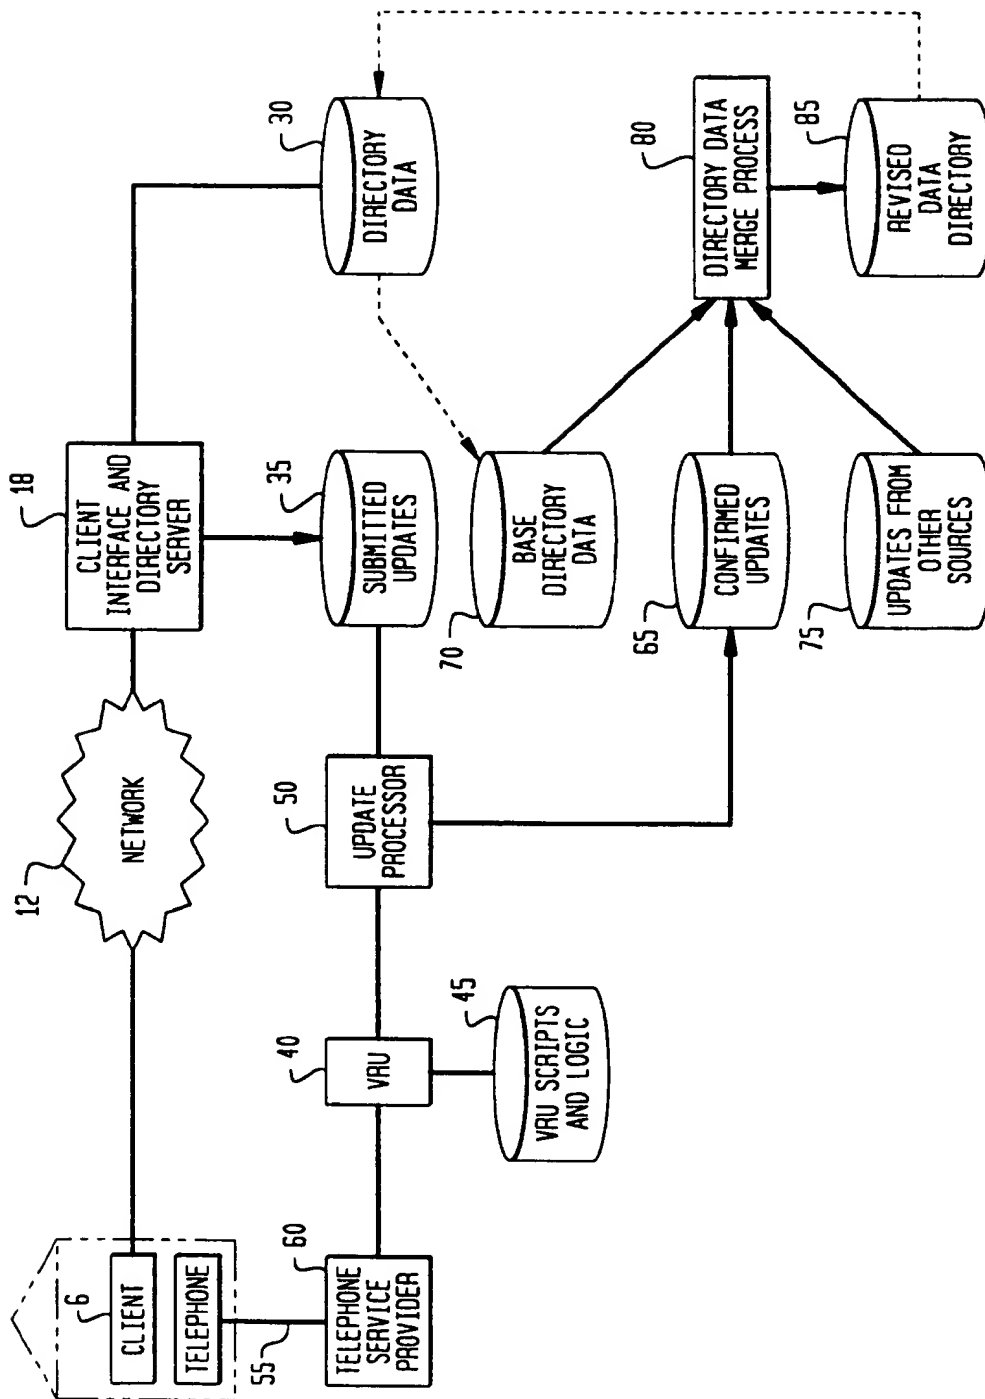 6
CLIENT
TELEPHONE
55
12
NETWORK
18
CLIENT
INTERFACE AND
DIRECTORY
SERVER
30
DIRECTORY
DATA
60
TELEPHONE
SERVICE
PROVIDER
40
VRU
45
VRU SCRIPTS
AND LOGIC
50
UPDATE
PROCESSOR
35
SUBMITTED
UPDATES
70
BASE
DIRECTORY
DATA
65
CONFIRMED
UPDATES
75
UPDATES FROM
OTHER
SOURCES
80
DIRECTORY DATA
MERGE PROCESS
85
REVISED
DATA
DIRECTORY